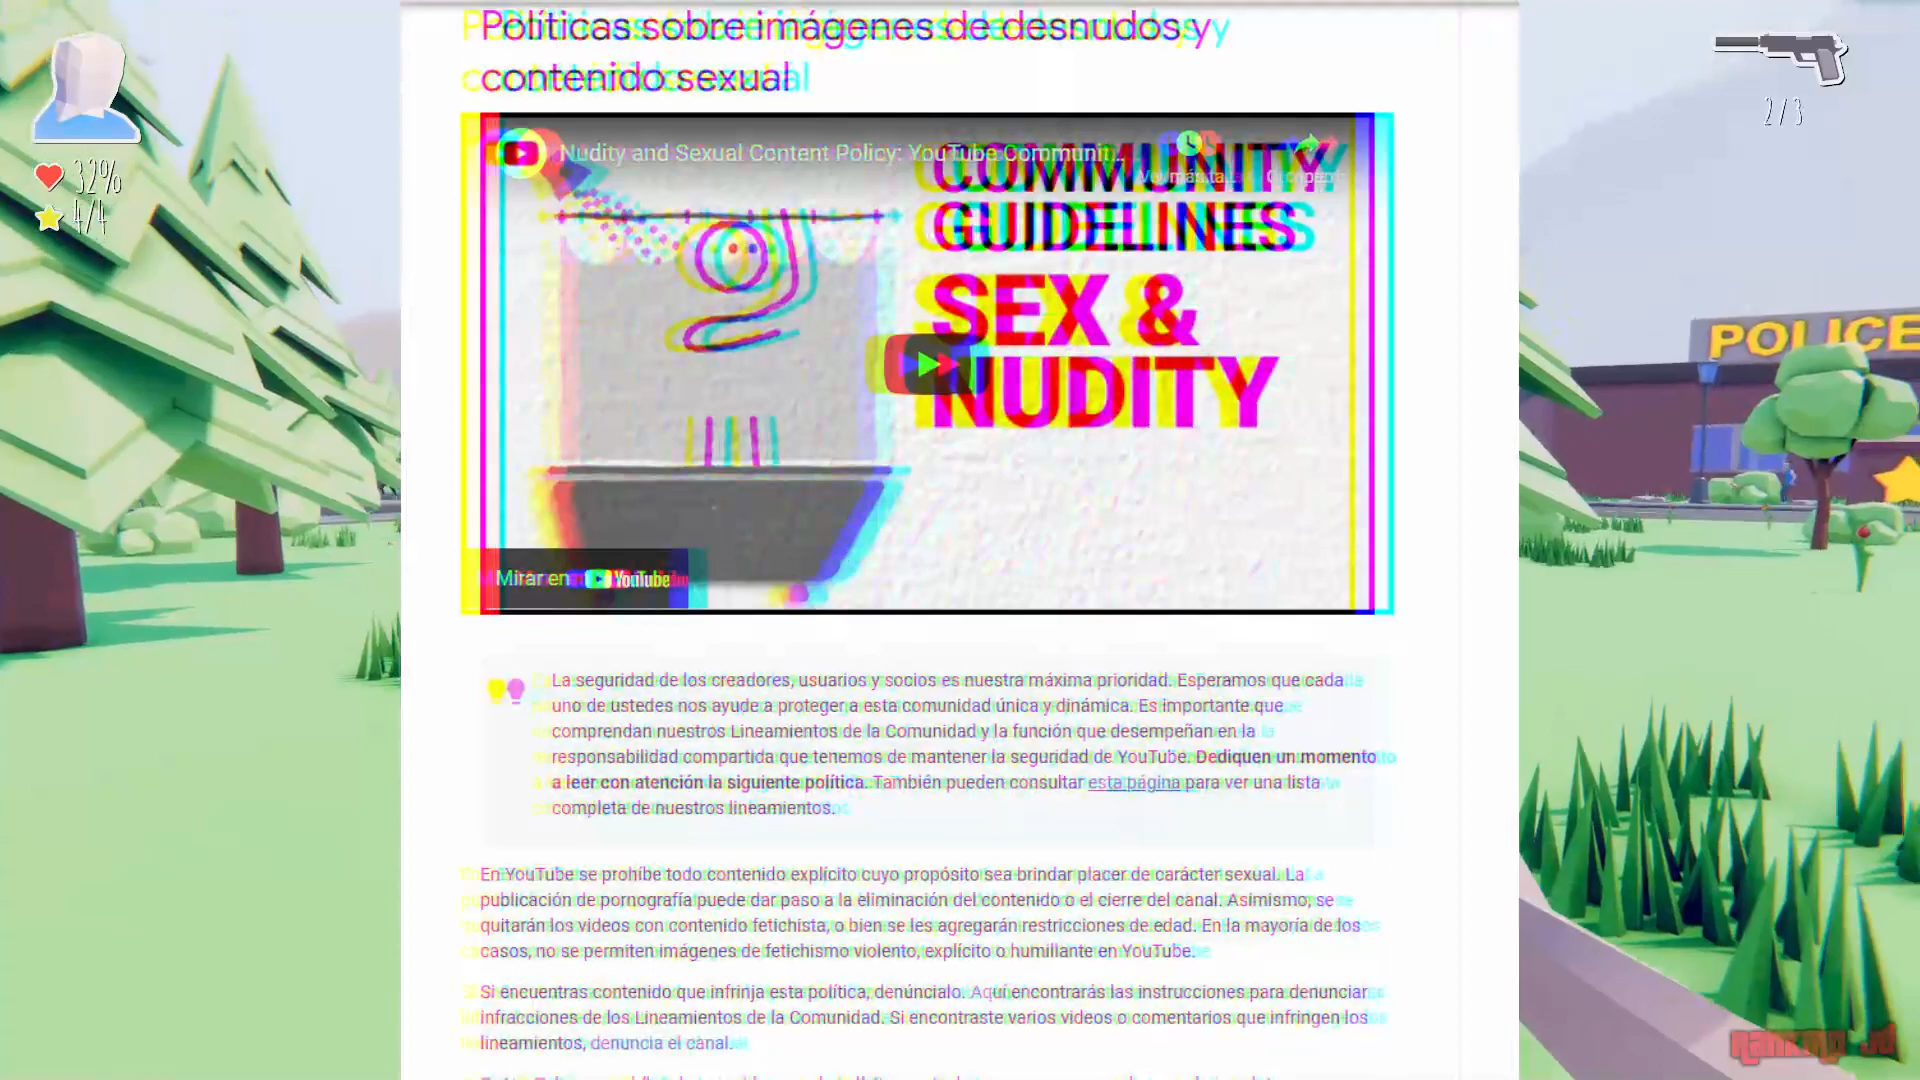 Políticas sobre imágenes de desnudos y
contenido sexual
32%
4/4
2/3
Nudity and Sexual Content Policy: YouTube Communit...
COMMUNITY
GUIDELINES
SEX &
NUDITY
POLICE
Mirar en YouTube
La seguridad de los creadores, usuarios y socios es nuestra máxima prioridad. Esperamos que cada
uno de ustedes nos ayude a proteger a esta comunidad única y dinámica. Es importante que
comprendan nuestros Lineamientos de la Comunidad y la función que desempeñan en la
responsabilidad compartida que tenemos de mantener la seguridad de YouTube. Dediquen un momento
a leer con atención la siguiente política. También pueden consultar esta página para ver una lista
completa de nuestros lineamientos.
En YouTube se prohíbe todo contenido explícito cuyo propósito sea brindar placer de carácter sexual. La
publicación de pornografía puede dar paso a la eliminación del contenido o el cierre del canal. Asimismo, se
quitarán los videos con contenido fetichista, o bien se les agregarán restricciones de edad. En la mayoría de los
casos, no se permiten imágenes de fetichismo violento, explícito o humillante en YouTube.
Si encuentras contenido que infrinja esta política, denúncialo. Aquí encontrarás las instrucciones para denunciar
infracciones de los Lineamientos de la Comunidad. Si encontraste varios videos o comentarios que infringen los
lineamientos, denuncia el canal.